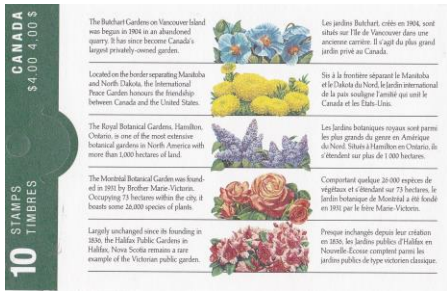 CANADA
$4.00 4,00 $
10 STAMPS
TIMBRES
The Butchart Gardens on Vancouver Island
was begun in 1904 in an abandoned
quarry. It has since become Canada's
largest privately-owned garden.
Les jardins Butchart, créés en 1904, sont
situés sur l'île de Vancouver dans une
ancienne carrière. Il s'agit du plus grand
jardin privé au Canada.
Located on the border separating Manitoba
and North Dakota, the International
Peace Garden honours the friendship
between Canada and the United States.
Sis à la frontière séparant le Manitoba
et le Dakota du Nord, le Jardin international
de la paix souligne l'amitié qui unit le
Canada et les États-Unis.
The Royal Botanical Gardens, Hamilton,
Ontario, is one of the most extensive
botanical gardens in North America with
more than 1,000 hectares of land.
Les Jardins botaniques royaux sont parmi
les plus grands du genre en Amérique
du Nord. Situés à Hamilton en Ontario, ils
s'étendent sur plus de 1 000 hectares.
The Montréal Botanical Garden was found-
ed in 1931 by Brother Marie-Victorin.
Occupying 73 hectares within the city, it
boasts some 26,000 species of plants.
Comportant quelque 26 000 espèces de
végétaux et s'étendant sur 73 hectares, le
Jardin botanique de Montréal a été fondé
en 1931 par le frère Marie-Victorin.
Largely unchanged since its founding in
1836, the Halifax Public Gardens in
Halifax, Nova Scotia remains a rare
example of the Victorian public garden.
Presque inchangés depuis leur création
en 1836, les Jardins publics d'Halifax en
Nouvelle-Écosse comptent parmi les
jardins publics de type victorien classique.